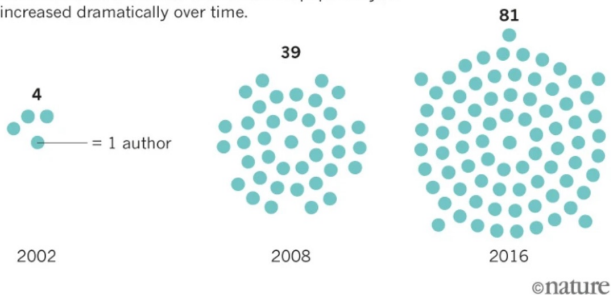 increased dramatically over time.
81
39
4
= 1 author
2002
2008
2016
©nature